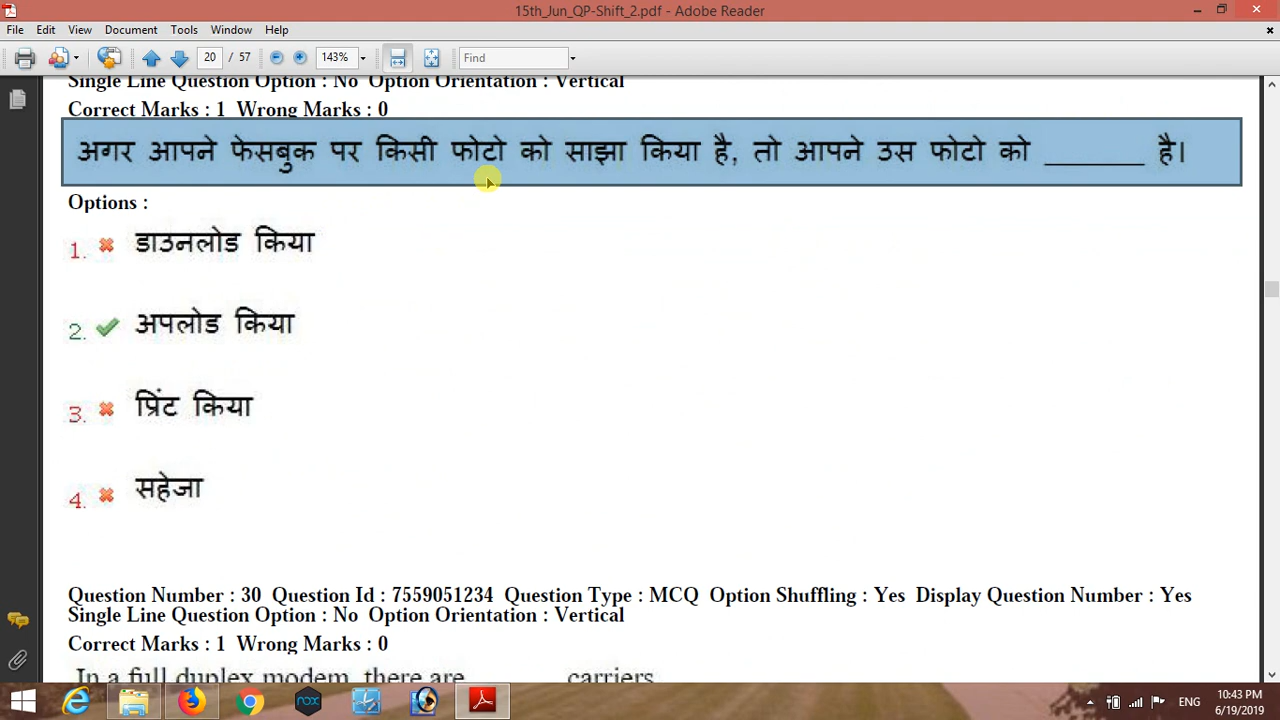 15th_Jun_QP-Shift_2.pdf - Adobe Reader
File Edit View Document Tools Window Help
20 / 57 143% Find
Single Line Question Option : No Option Orientation : Vertical
Correct Marks : 1 Wrong Marks : 0
अगर आपने फेसबुक पर किसी फोटो को साझा किया है, तो आपने उस फोटो को _______ है।
Options :
1. डाउनलोड किया
2. अपलोड किया
3. प्रिंट किया
4. सहेजा
Question Number : 30 Question Id : 7559051234 Question Type : MCQ Option Shuffling : Yes Display Question Number : Yes
Single Line Question Option : No Option Orientation : Vertical
Correct Marks : 1 Wrong Marks : 0
In a full duplex modem, there are _______ carriers
nox ENG 10:43 PM
6/19/2019